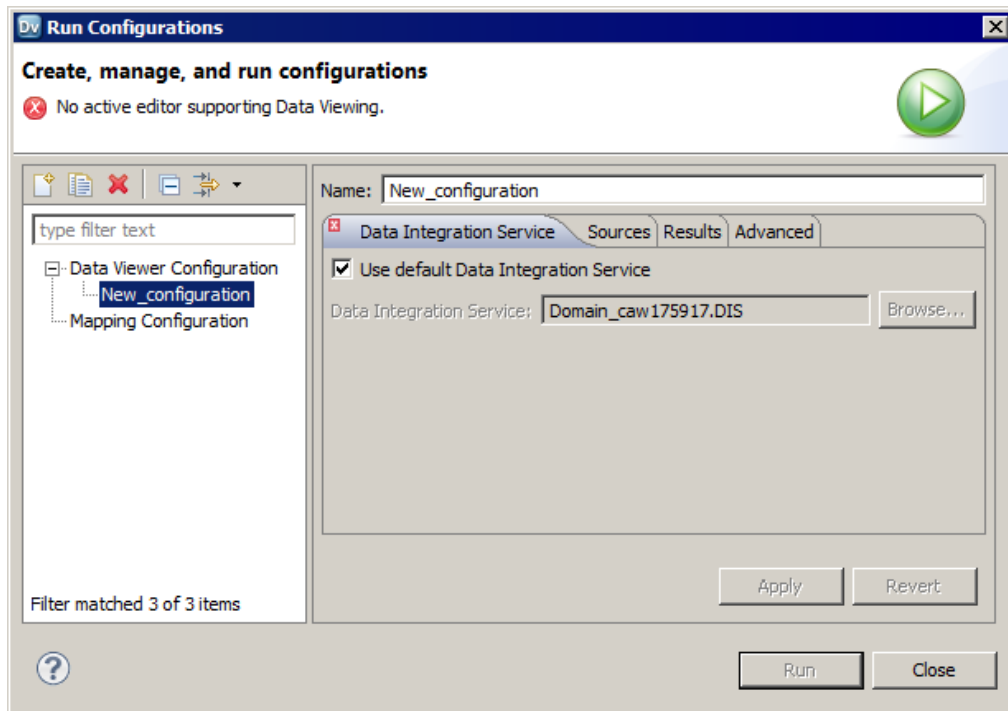 Dv Run Configurations
Create, manage, and run configurations
No active editor supporting Data Viewing.
Name: New_configuration
type filter text
Data Integration Service Sources Results Advanced
Use default Data Integration Service
Data Viewer Configuration
New_configuration
Data Integration Service: Domain_caw175917.DIS Browse...
Mapping Configuration
Apply Revert
Filter matched 3 of 3 items
? Run Close